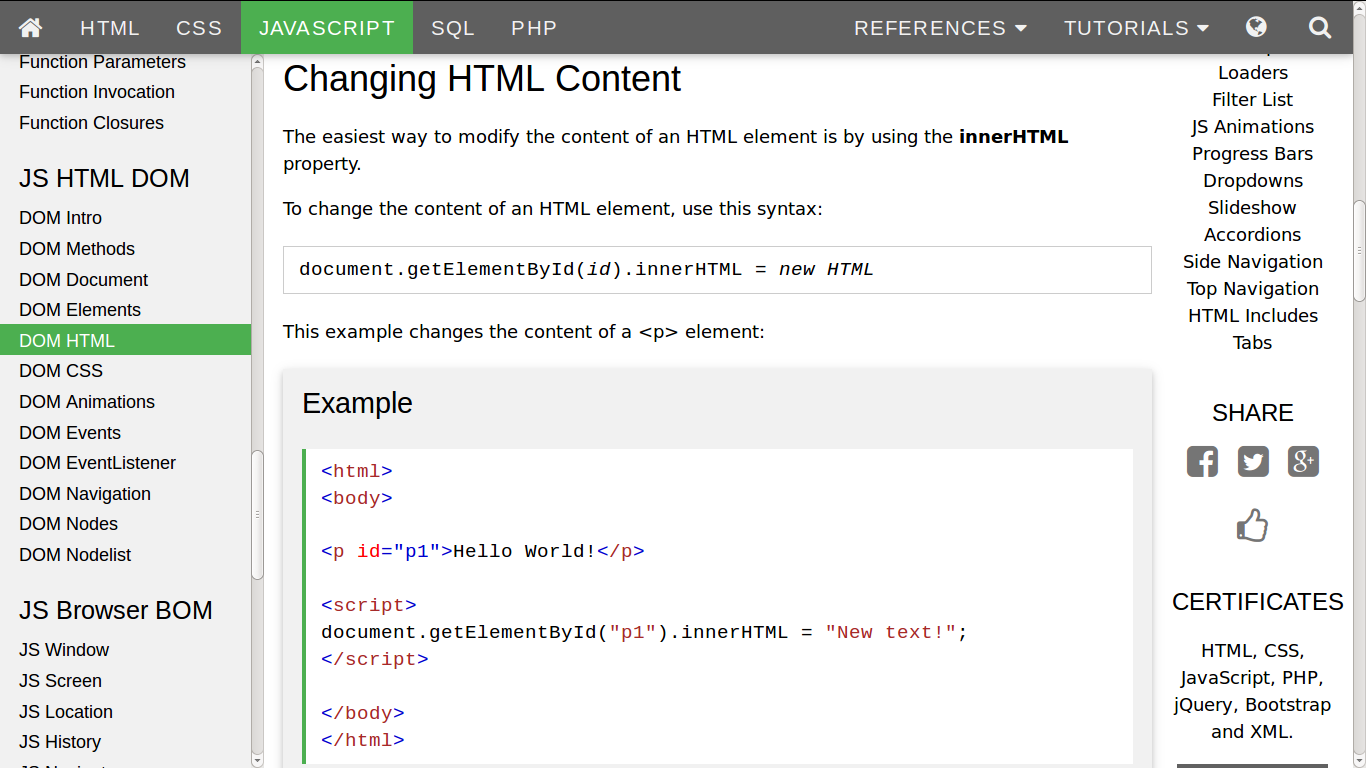 HTML CSS JAVASCRIPT SQL PHP REFERENCES TUTORIALS
Function Parameters
Function Invocation
Function Closures
JS HTML DOM
DOM Intro
DOM Methods
DOM Document
DOM Elements
DOM HTML
DOM CSS
DOM Animations
DOM Events
DOM EventListener
DOM Navigation
DOM Nodes
DOM Nodelist
JS Browser BOM
JS Window
JS Screen
JS Location
JS History
Changing HTML Content
The easiest way to modify the content of an HTML element is by using the innerHTML
property.
To change the content of an HTML element, use this syntax:
document.getElementById(id).innerHTML = new HTML
This example changes the content of a <p> element:
Example
<html>
<body>
<p id="p1">Hello World!</p>
<script>
document.getElementById("p1").innerHTML = "New text!";
</script>
</body>
</html>
Loaders
Filter List
JS Animations
Progress Bars
Dropdowns
Slideshow
Accordions
Side Navigation
Top Navigation
HTML Includes
Tabs
SHARE
CERTIFICATES
HTML, CSS,
JavaScript, PHP,
jQuery, Bootstrap
and XML.